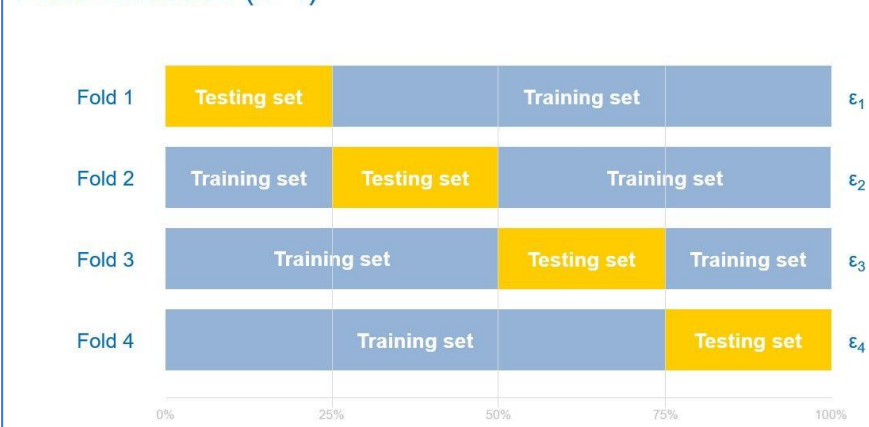 Fold 1 Testing set Training set ε₁
Fold 2 Training set Testing set Training set ε₂
Fold 3 Training set Testing set Training set ε₃
Fold 4 Training set Testing set ε₄
0% 25% 50% 75% 100%